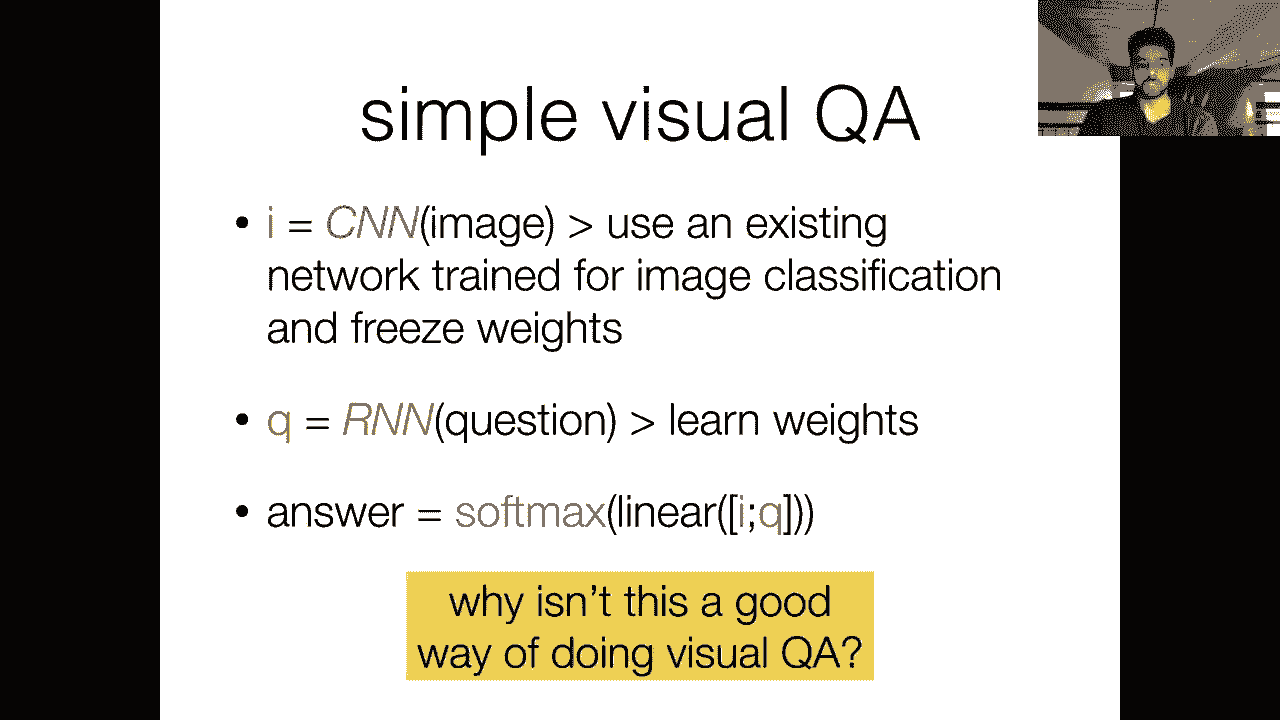 simple visual QA
• i = CNN(image) > use an existing
network trained for image classification
and freeze weights
• q = RNN(question) > learn weights
• answer = softmax(linear([i;q]))
why isn't this a good
way of doing visual QA?